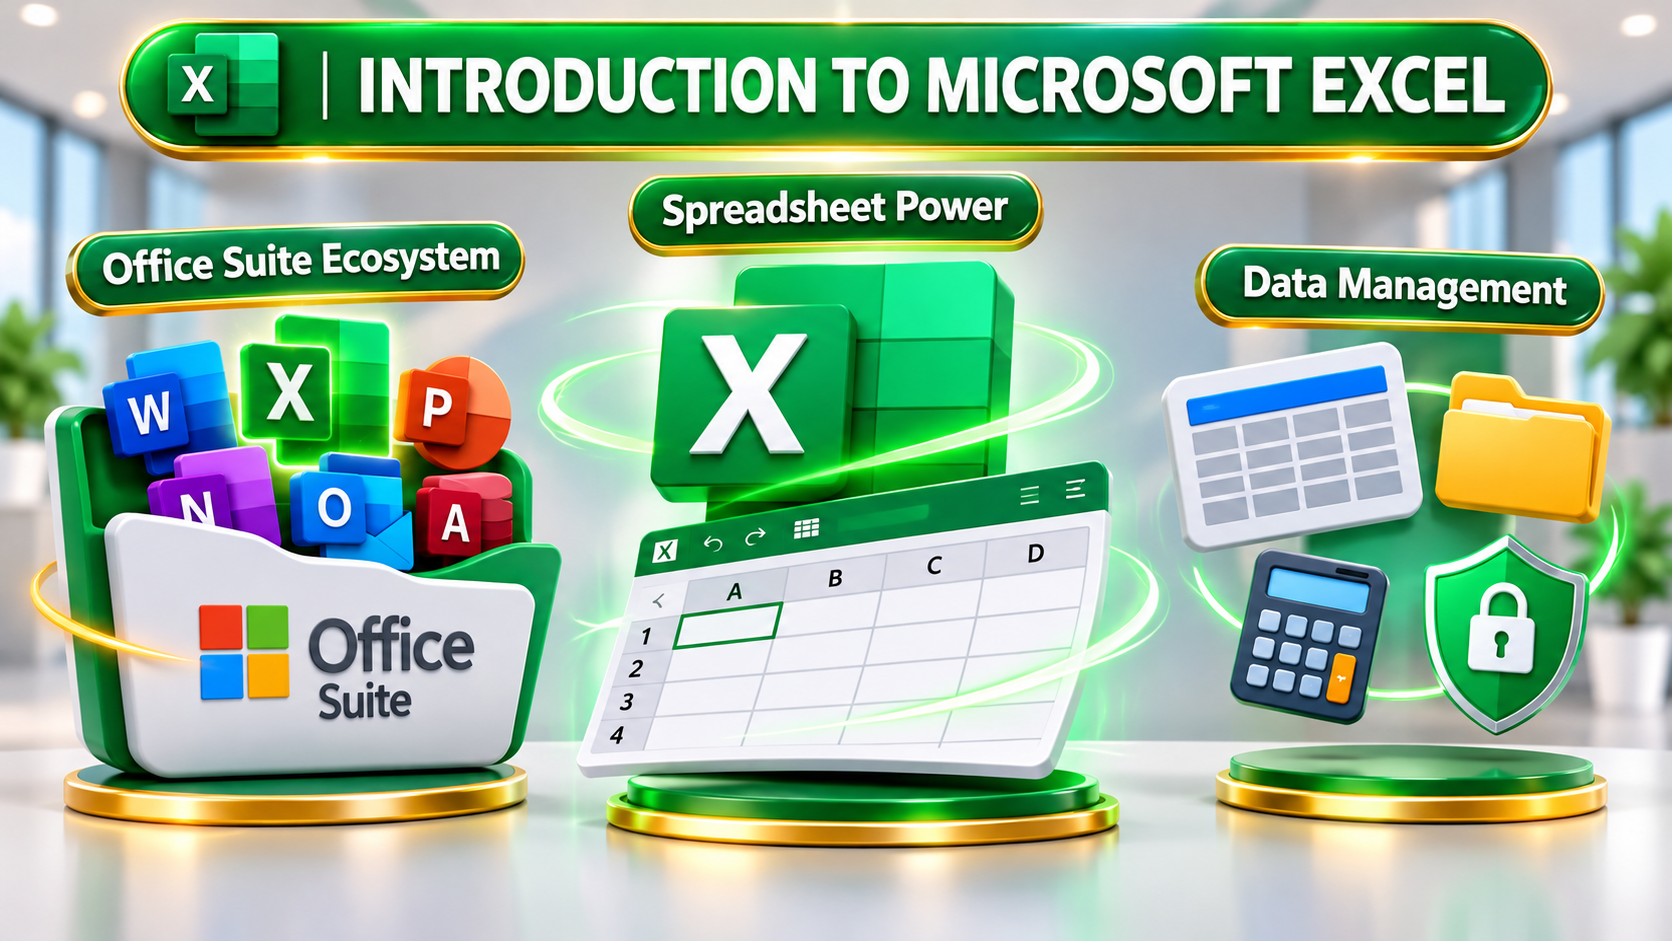 X | INTRODUCTION TO MICROSOFT EXCEL
Office Suite Ecosystem
Spreadsheet Power
Data Management
W
X
P
N
O
A
Office
Suite
X
X
A B C D
1
2
3
4